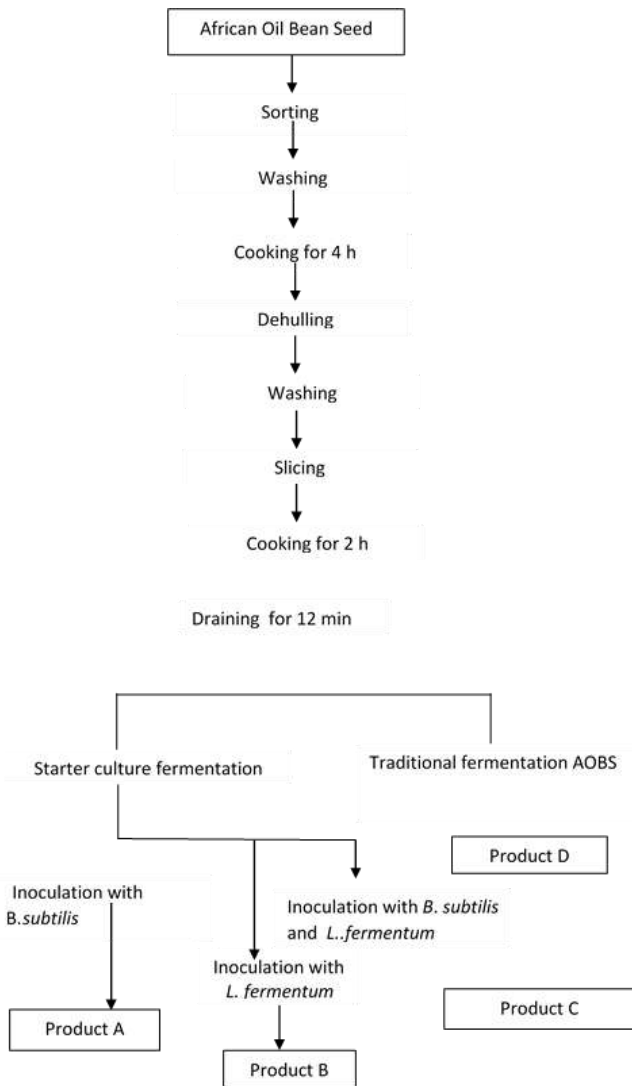 African Oil Bean Seed
Sorting
Washing
Cooking for 4 h
Dehulling
Washing
Slicing
Cooking for 2 h
Draining for 12 min
Starter culture fermentation
Traditional fermentation AOBS
Product D
Inoculation with
B.subtilis
Inoculation with B. subtilis
and L..fermentum
Inoculation with
L. fermentum
Product A
Product C
Product B